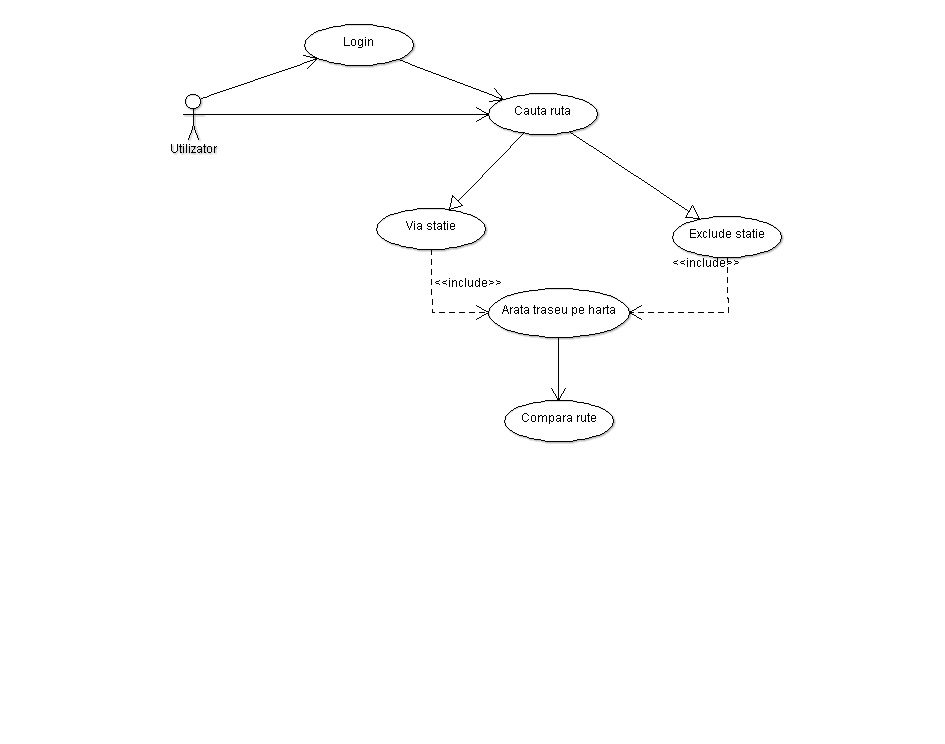 Login
Cauta ruta
Utilizator
Via statie
Exclude statie
<<include>>
<<include>>
Arata traseu pe harta
Compara rute